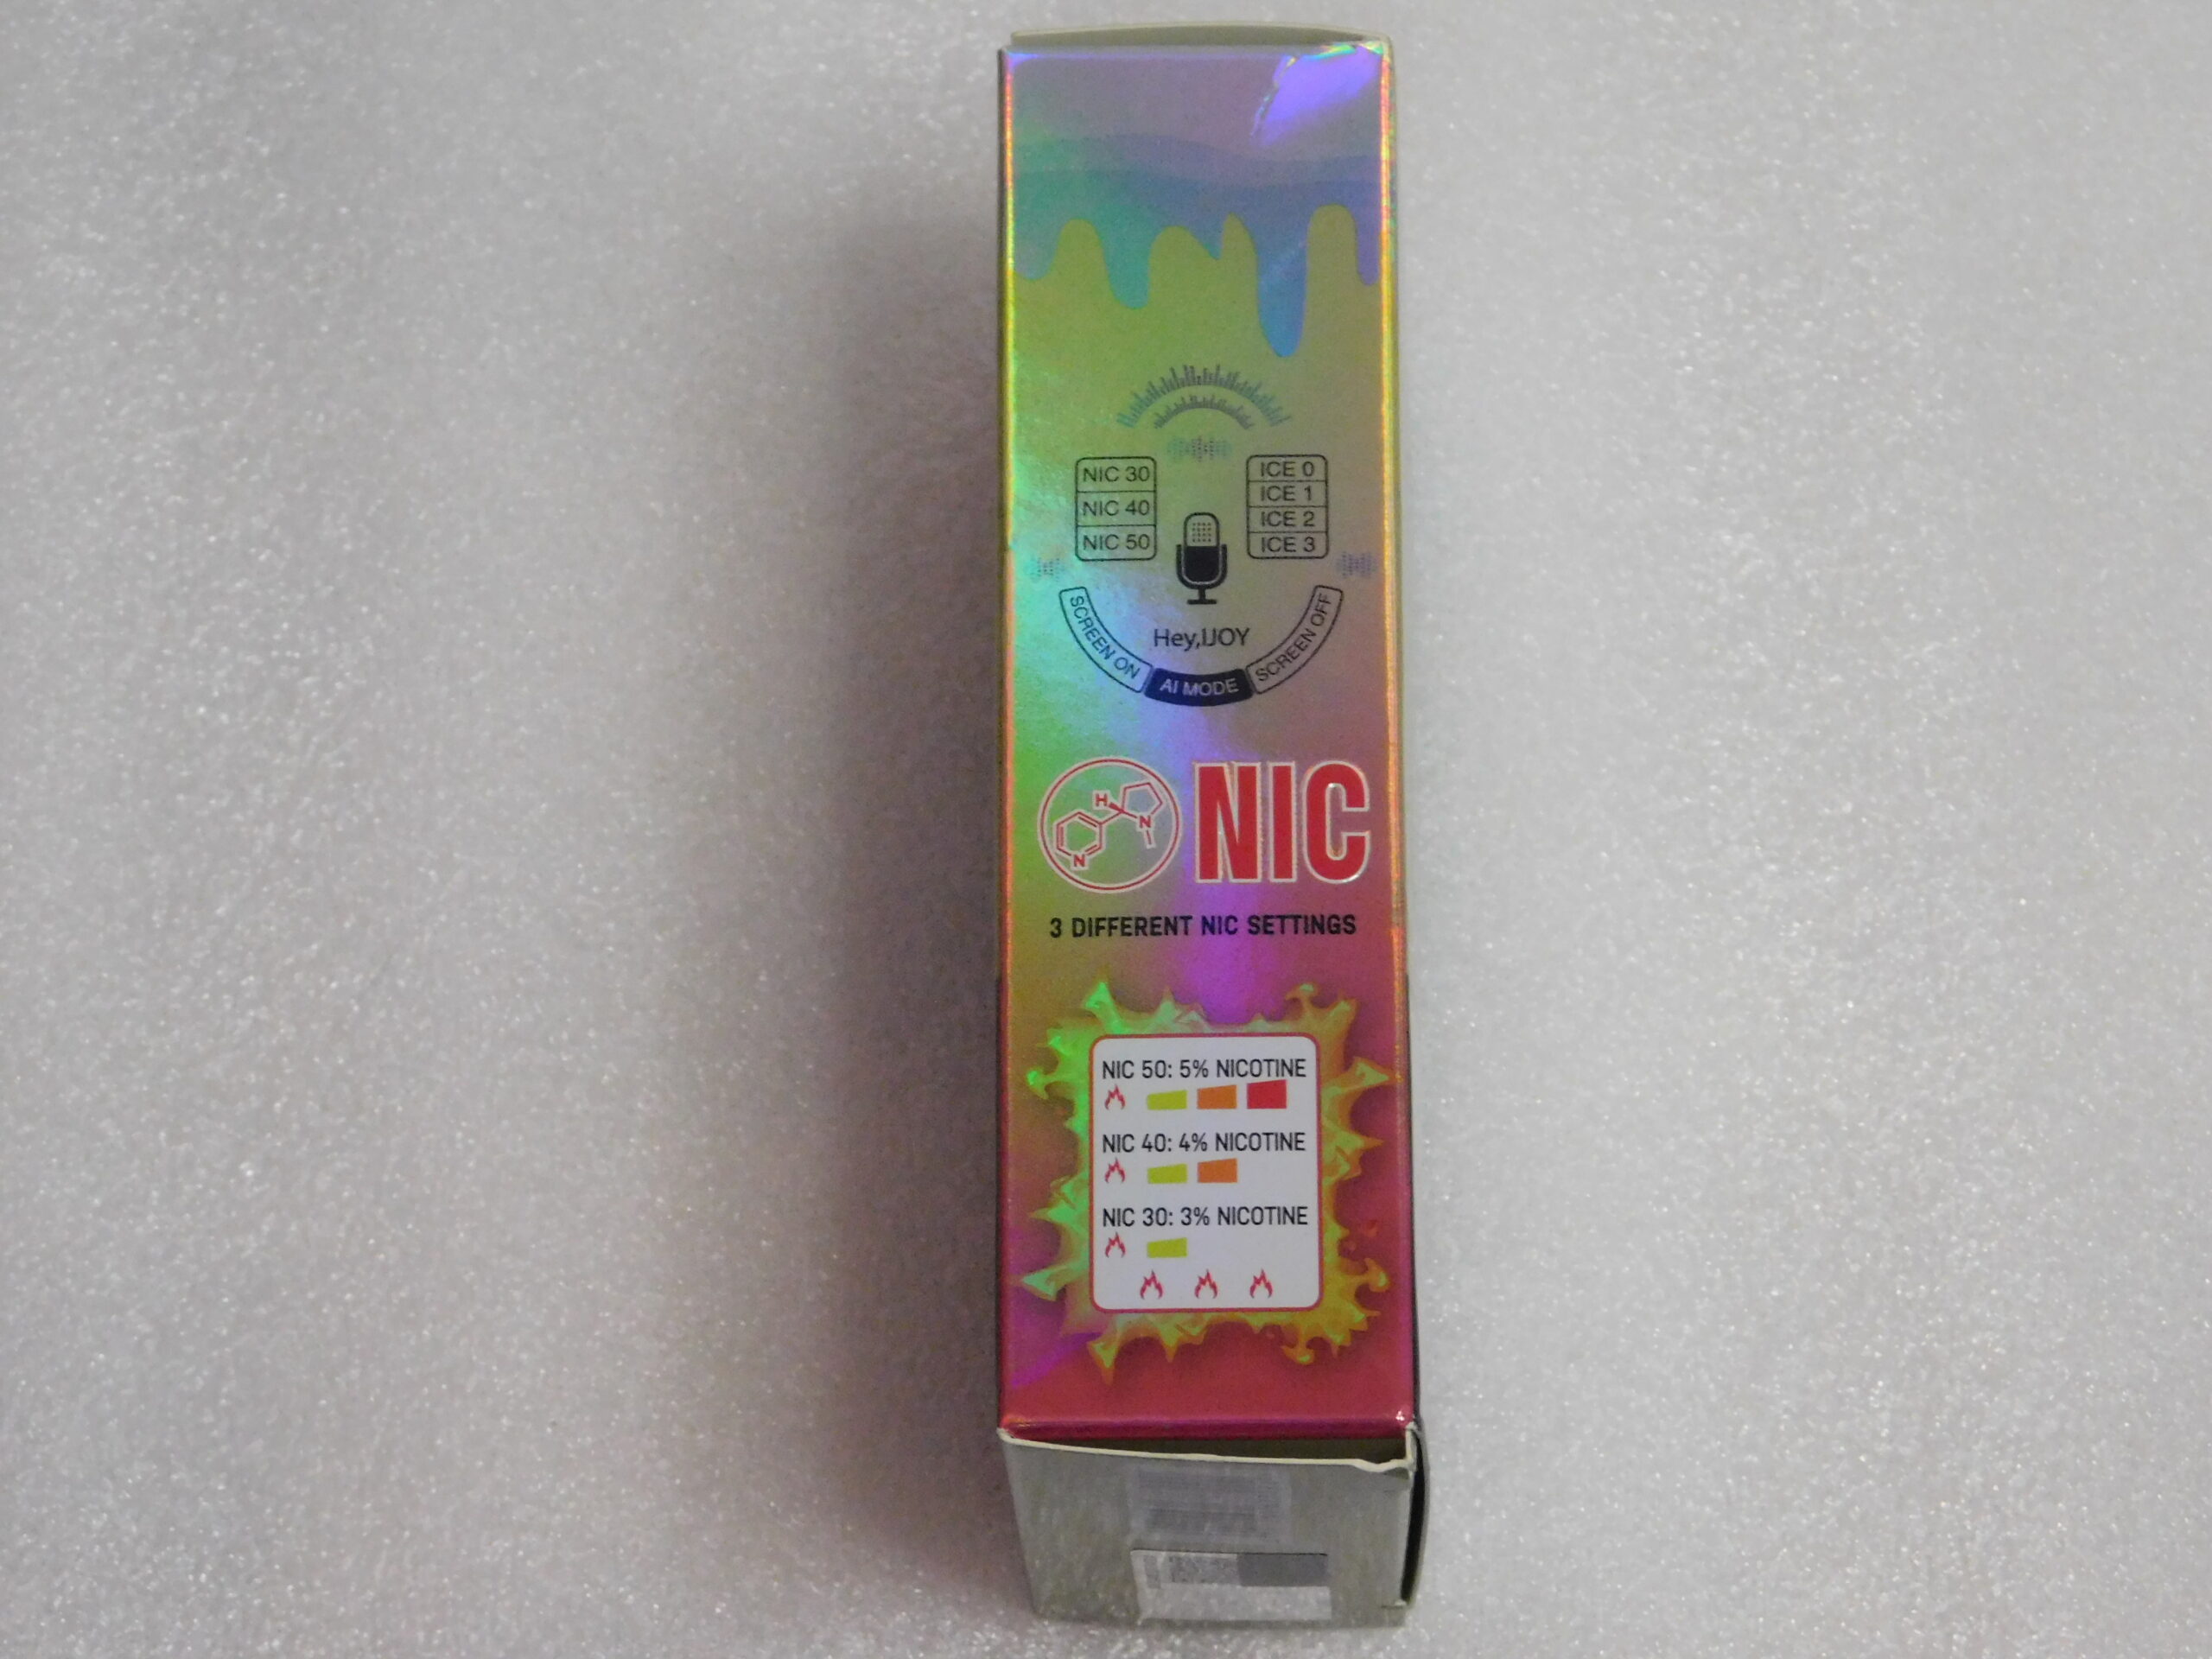 NIC 30
NIC 40
NIC 50
ICE 0
ICE 1
ICE 2
ICE 3
Hey,IJOY
SCREEN ON
AI MODE
SCREEN OFF
H
N
N
NIC
3 DIFFERENT NIC SETTINGS
NIC 50: 5% NICOTINE
NIC 40: 4% NICOTINE
NIC 30: 3% NICOTINE